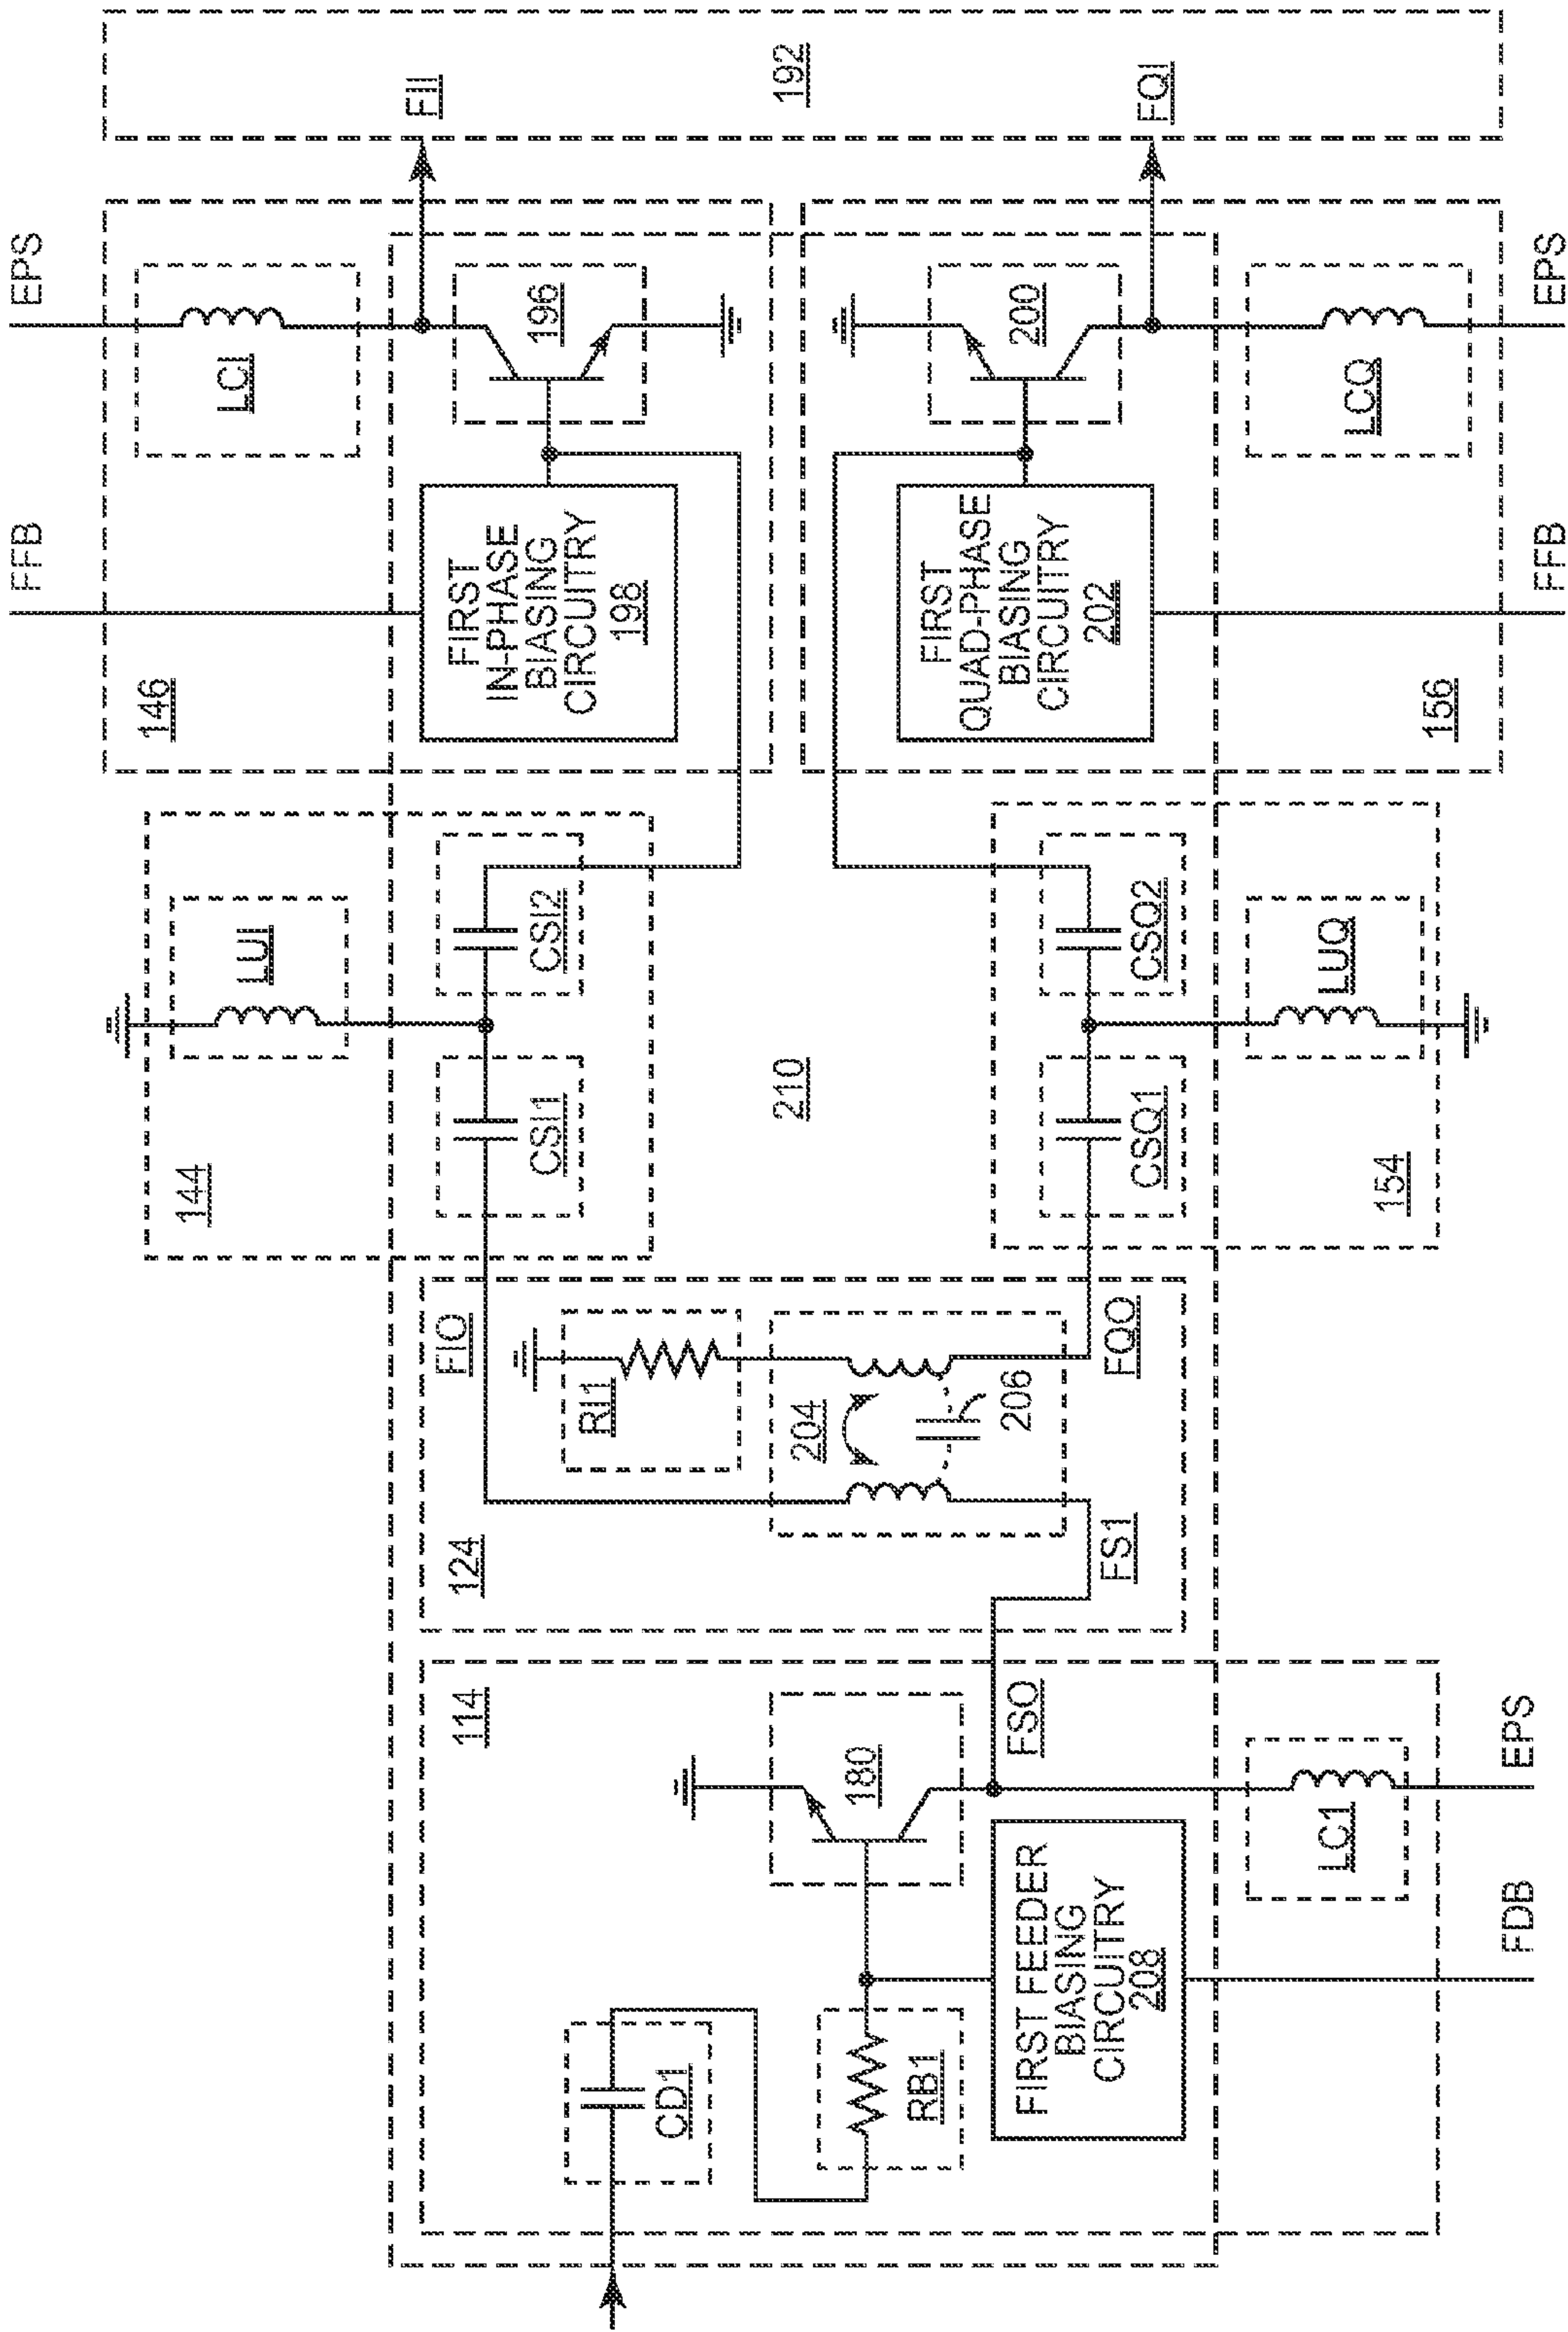 EPS
FFB
LCI
FII
192
146
FIRST
IN-PHASE
BIASING
CIRCUITRY
198
196
144
LUI
CSI1
CSI2
FIO
124
RI1
204
206
FQO
FS1
210
114
CD1
RB1
180
FSO
FIRST FEEDER
BIASING
CIRCUITRY
208
LC1
FDB
EPS
CSQ1
CSQ2
LUQ
154
FIRST
QUAD-PHASE
BIASING
CIRCUITRY
202
200
FQI
LCQ
156
FFB
EPS